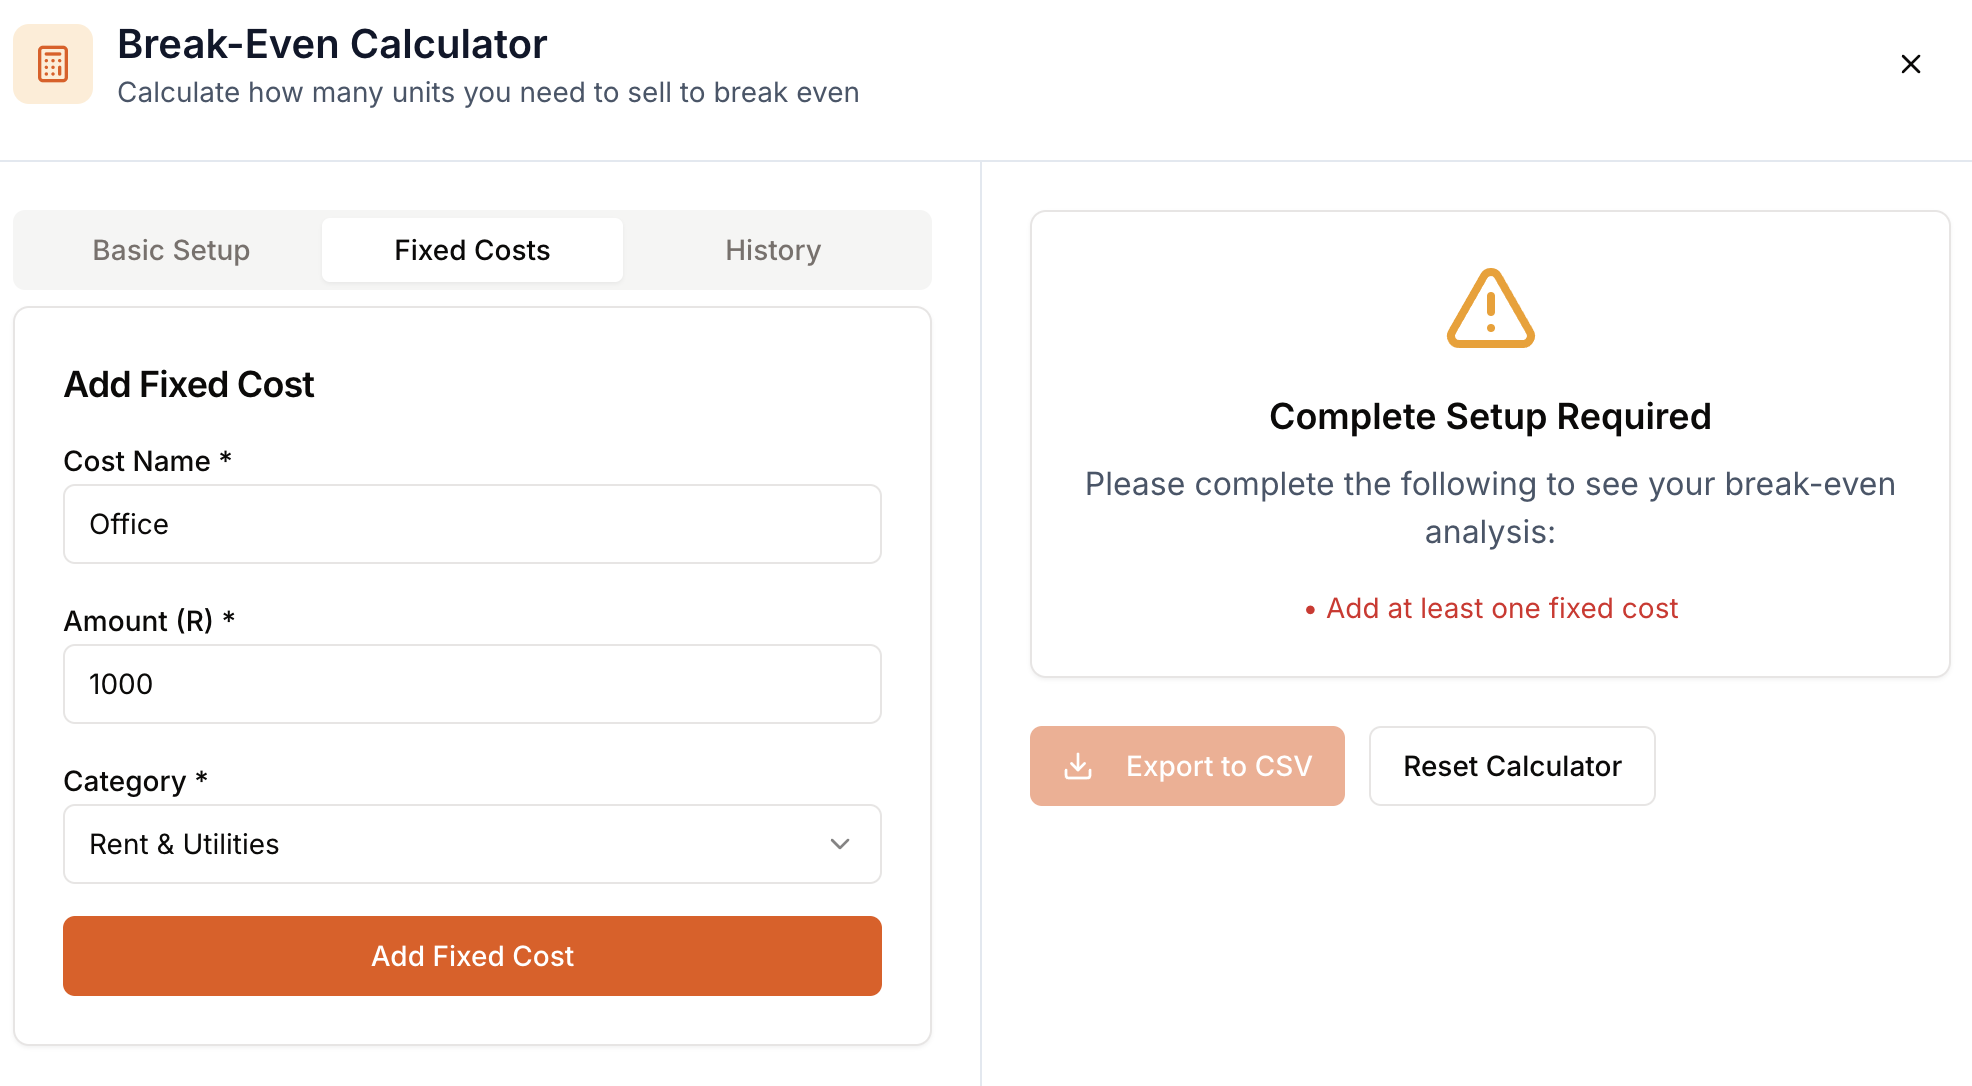 Break-Even Calculator
Calculate how many units you need to sell to break even
Basic Setup
Fixed Costs
History
Add Fixed Cost
Cost Name *
Office
Amount (R) *
1000
Category *
Rent & Utilities
Add Fixed Cost
Complete Setup Required
Please complete the following to see your break-even
analysis:
• Add at least one fixed cost
Export to CSV
Reset Calculator